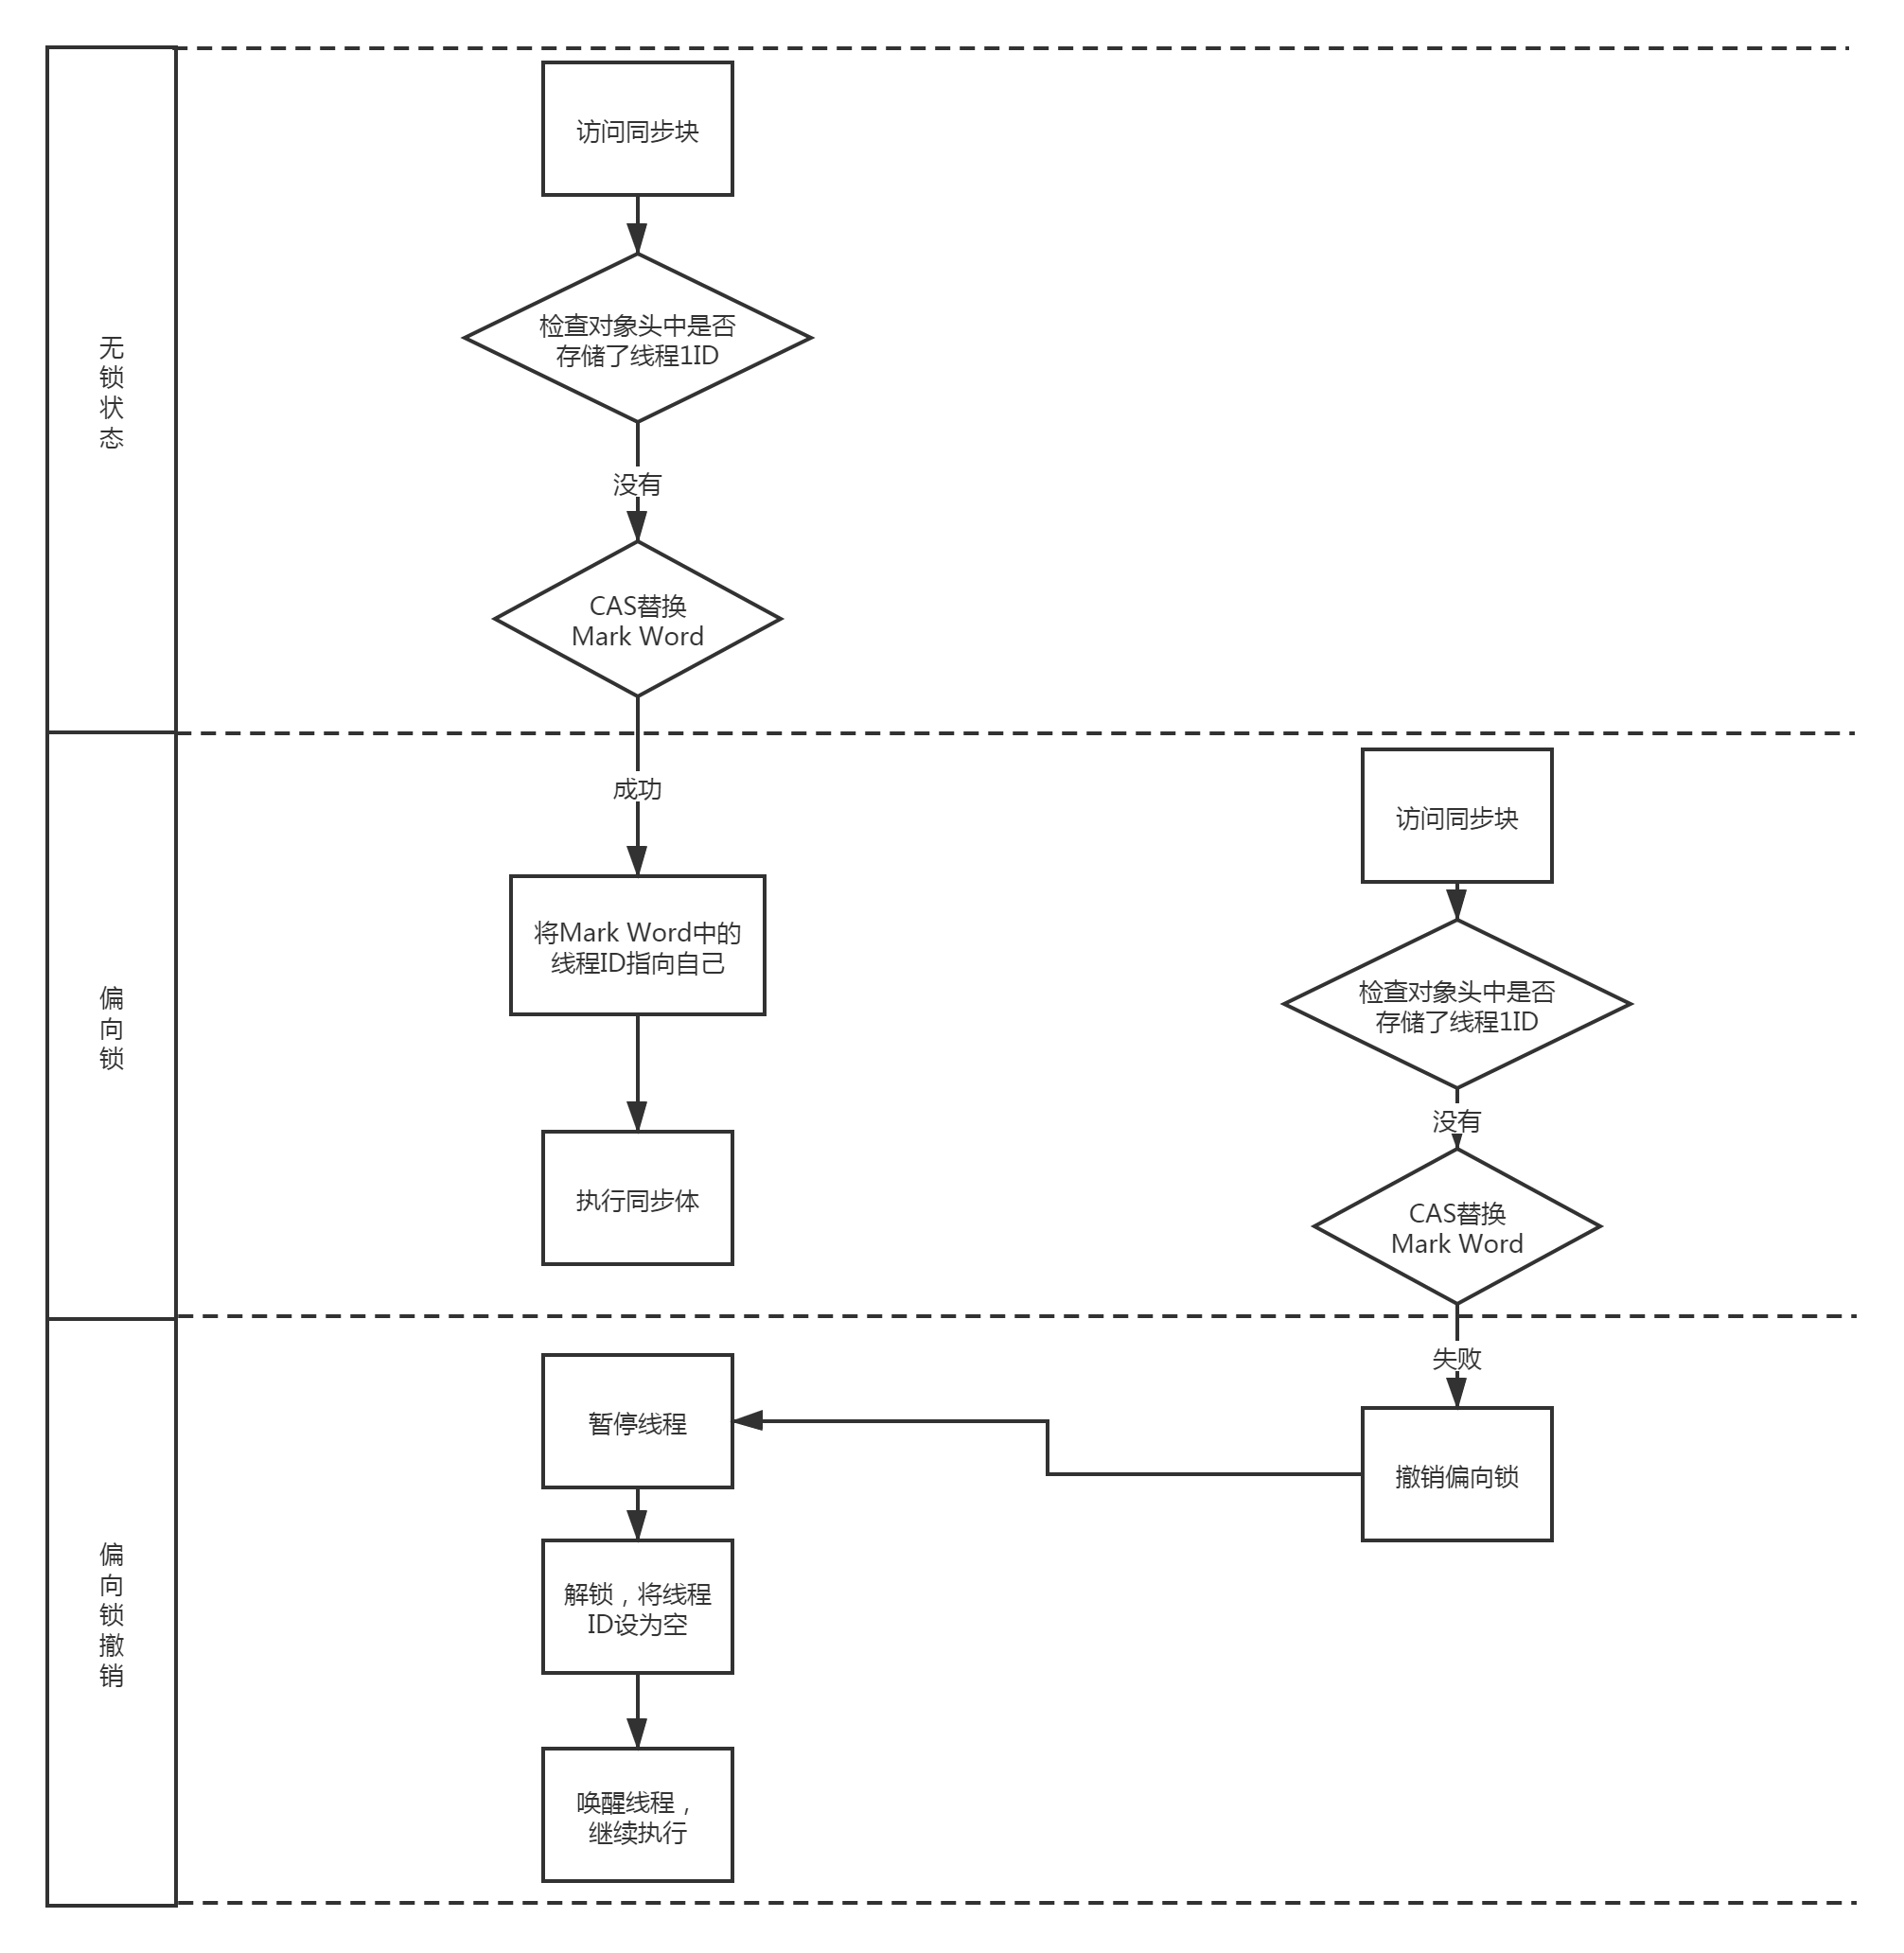 无
锁
状
态
访问同步块
检查对象头中是否
存储了线程1ID
没有
CAS替换
Mark Word
偏
向
锁
成功
将Mark Word中的
线程ID指向自己
执行同步体
访问同步块
检查对象头中是否
存储了线程1ID
没有
CAS替换
Mark Word
偏
向
锁
撤
销
失败
撤销偏向锁
暂停线程
解锁，将线程
ID设为空
唤醒线程，
继续执行